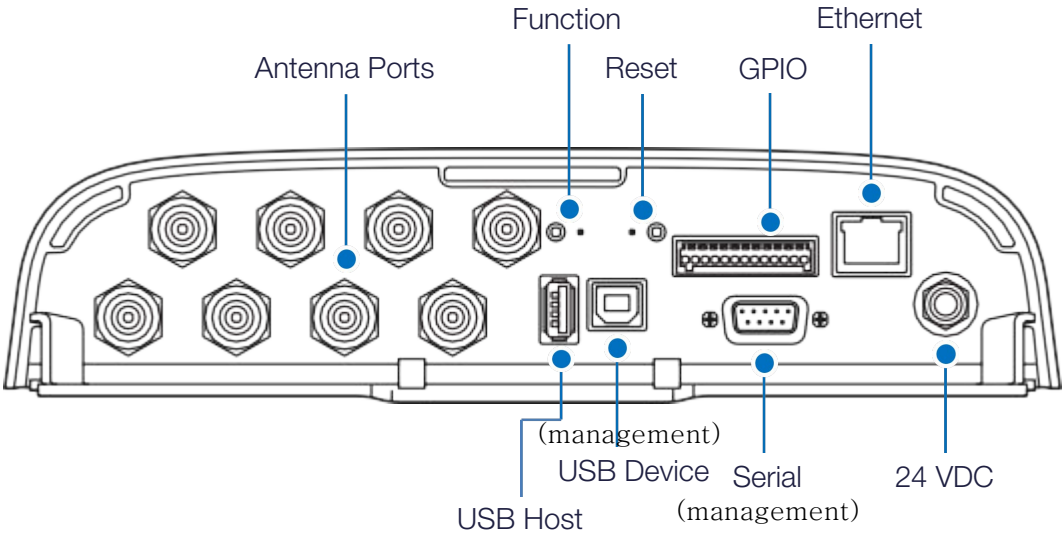 Function
Ethernet
Antenna Ports
Reset
GPIO
(management)
USB Device
Serial
24 VDC
(management)
USB Host